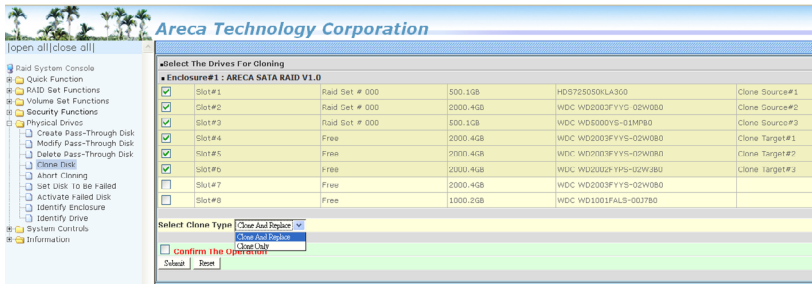 Areca Technology Corporation
|open all|close all|
Raid System Console
Quick Function
RAID Set Functions
Volume Set Functions
Security Functions
Physical Drives
Create Pass-Through Disk
Modify Pass-Through Disk
Delete Pass-Through Disk
Clone Disk
Abort Cloning
Set Disk To Be Failed
Activate Failed Disk
Identify Enclosure
Identify Drive
System Controls
Information
▪Select The Drives For Cloning
▪ Enclosure#1 : ARECA SATA RAID V1.0
Slot#1 Raid Set # 000 500.1GB HDS725050KLA360 Clone Source#1
Slot#2 Raid Set # 000 2000.4GB WDC WD2003FYYS-02W0B0 Clone Source#2
Slot#3 Raid Set # 000 500.1GB WDC WD5000YS-01MPB0 Clone Source#3
Slot#4 Free 2000.4GB WDC WD2003FYYS-02W0B0 Clone Target#1
Slot#5 Free 2000.4GB WDC WD2003FYYS-02W0B0 Clone Target#2
Slot#6 Free 2000.4GB WDC WD2002FYPS-02W3B0 Clone Target#3
Slot#7 Free 2000.4GB WDC WD2003FYYS-02W0B0
Slot#8 Free 1000.2GB WDC WD1001FALS-00J7B0
Select Clone Type Clone And Replace
Clone And Replace
Clone Only
Confirm The Operation
Submit Reset